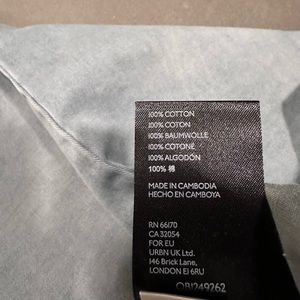 100% COTTON
100% COTON
100% BAUMWOLLE
100% COTONE
100% ALGODÓN
100% 棉
MADE IN CAMBODIA
HECHO EN CAMBOYA
RN 66170
CA 32054
FOR EU
URBN UK Ltd.
146 Brick Lane,
LONDON E1 6RU
OB1249262